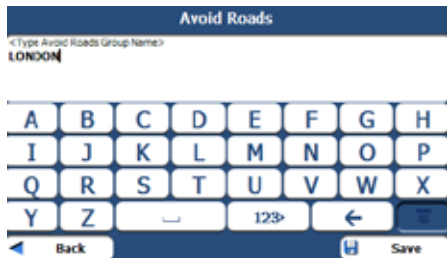 Avoid Roads
<Type Avoid Roads Group Name>
LONDON
A B C D E F G H
I J K L M N O P
Q R S T U V W X
Y Z 123>
Back Save